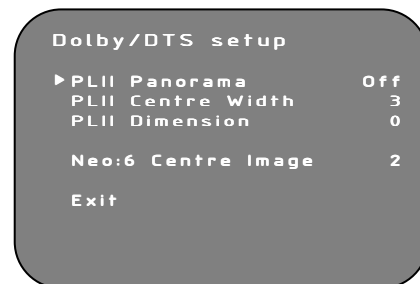 Dolby/DTS setup
PLII Panorama Off
PLII Centre Width 3
PLII Dimension 0
Neo:6 Centre Image 2
Exit